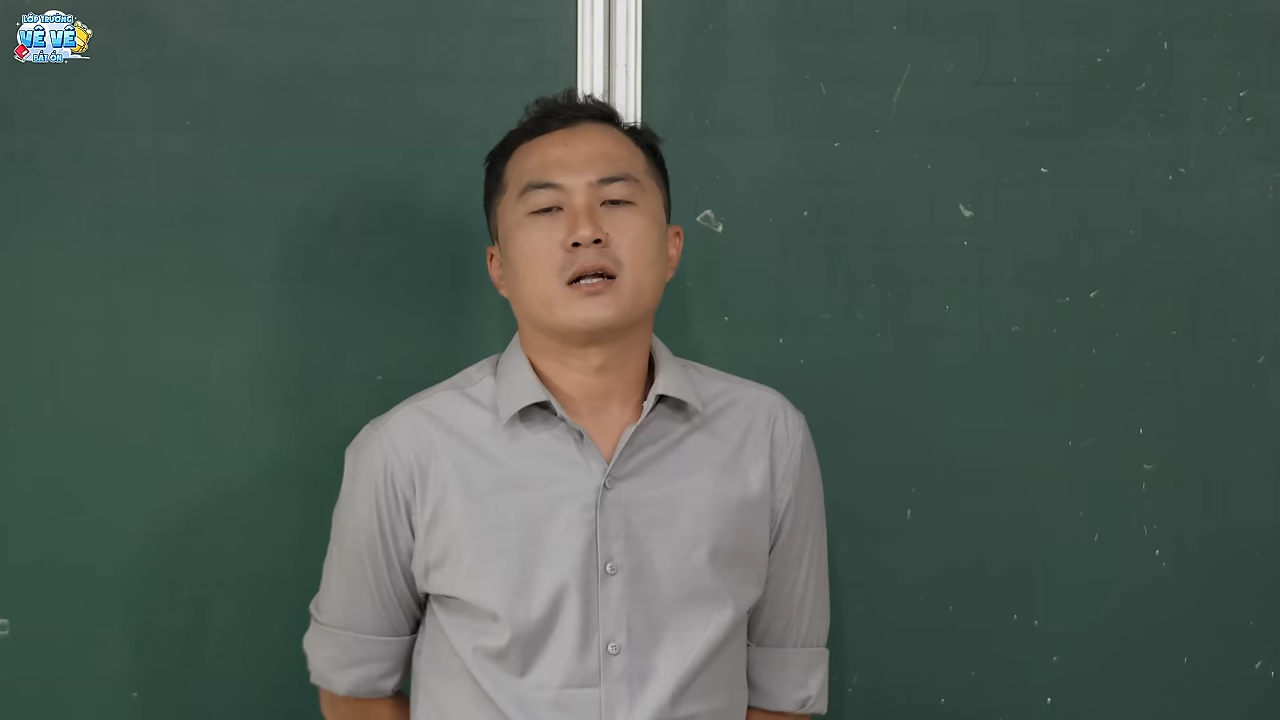 LỚP TRƯỞNG
VÊ VÊ
BẤT ỔN